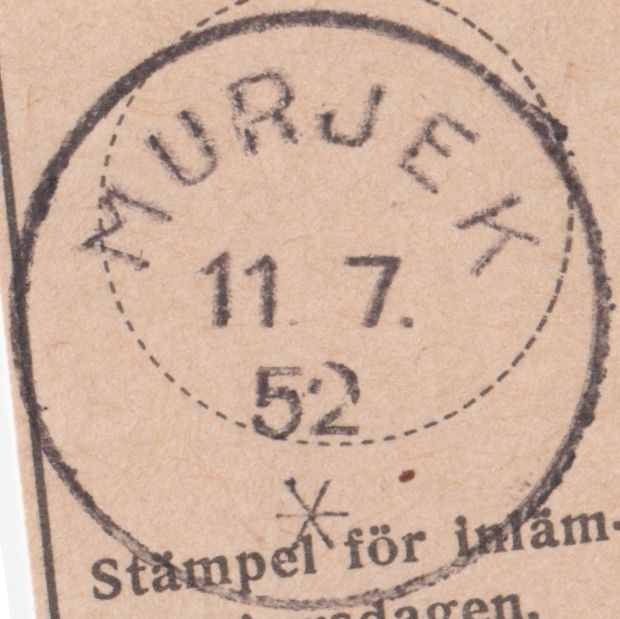 MURJEK
11. 7.
52
*
Stämpel för inläm-
dagen.